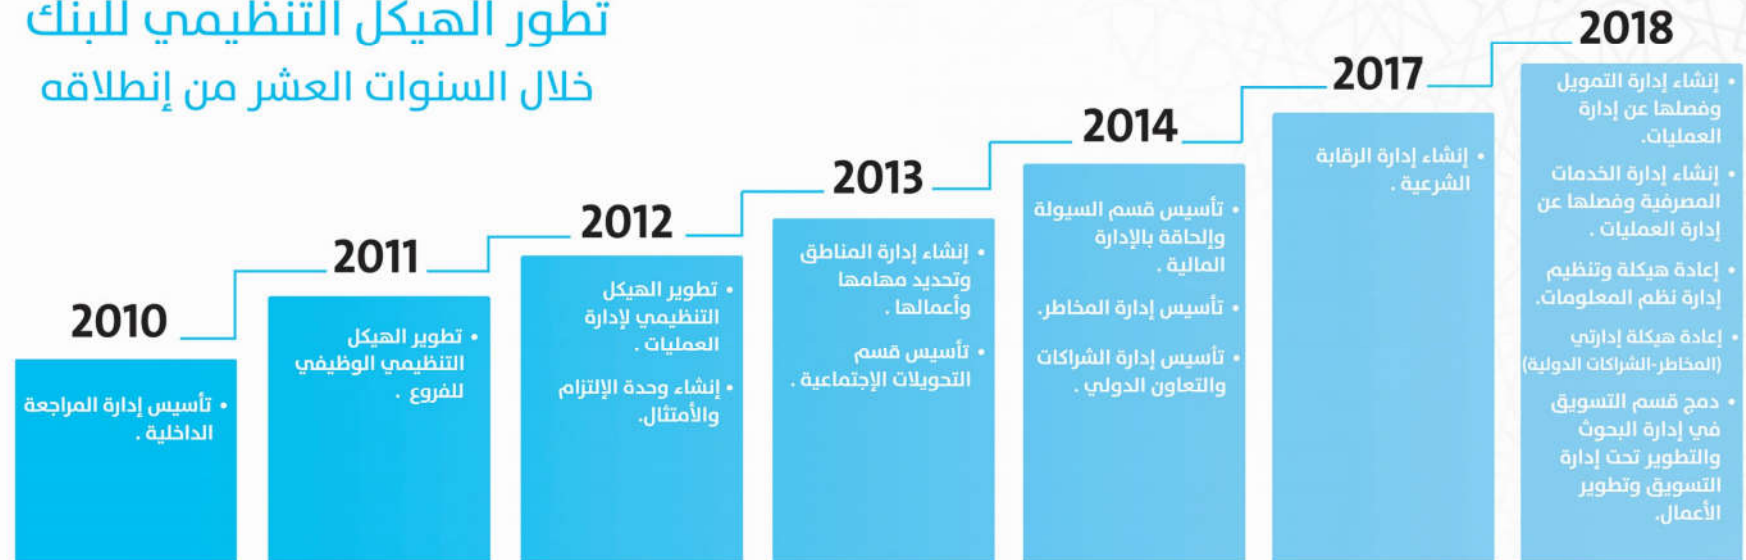 تطور الهيكل التنظيمي للبنك
خلال السنوات العشر من إنطلاقه
2010
• تأسيس إدارة المراجعة
الداخلية .
2011
• تطوير الهيكل
التنظيمي الوظيفي
للفروع .
2012
• تطوير الهيكل
التنظيمي لإدارة
العمليات .
• إنشاء وحدة الإلتزام
والأمتثال.
2013
• إنشاء إدارة المناطق
وتحديد مهامها
وأعمالها .
• تأسيس قسم
التحويلات الإجتماعية .
2014
• تأسيس قسم السيولة
وإلحاقة بالإدارة
المالية .
• تأسيس إدارة المخاطر.
• تأسيس إدارة الشراكات
والتعاون الدولي .
2017
• إنشاء إدارة الرقابة
الشرعية .
2018
• إنشاء إدارة التمويل
وفصلها عن إدارة
العمليات.
• إنشاء إدارة الخدمات
المصرفية وفصلها عن
إدارة العمليات .
• إعادة هيكلة وتنظيم
إدارة نظم المعلومات.
• إعادة هيكلة إدارتي
(المخاطر-الشراكات الدولية)
• دمج قسم التسويق
في إدارة البحوث
والتطوير تحت إدارة
التسويق وتطوير
الأعمال.